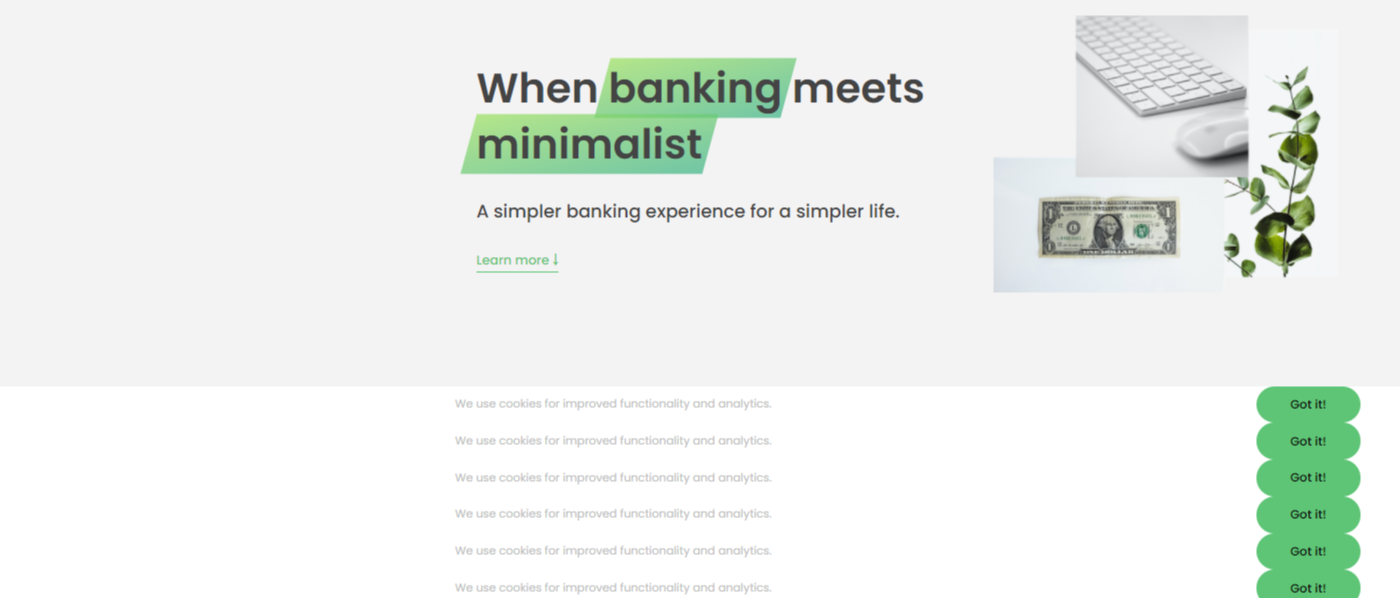 When banking meets
minimalist
A simpler banking experience for a simpler life.
Learn more ↓
We use cookies for improved functionality and analytics.
Got it!
We use cookies for improved functionality and analytics.
Got it!
We use cookies for improved functionality and analytics.
Got it!
We use cookies for improved functionality and analytics.
Got it!
We use cookies for improved functionality and analytics.
Got it!
We use cookies for improved functionality and analytics.
Got it!